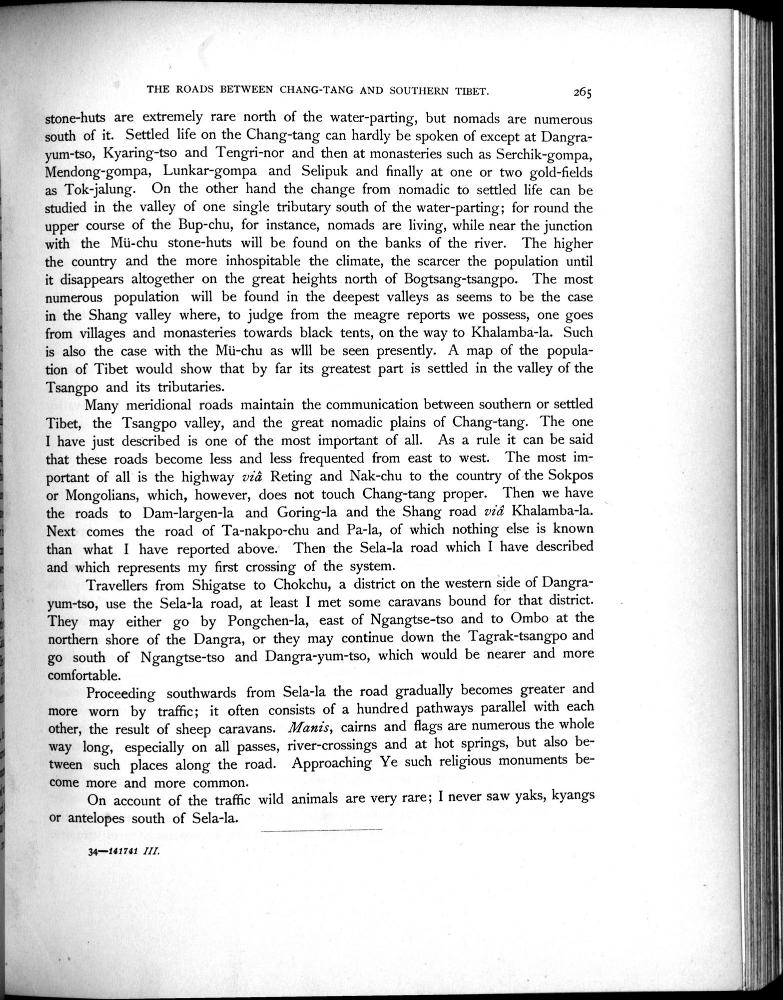 THE ROADS BETWEEN CHANG-TANG AND SOUTHERN TIBET. 265
stone-huts are extremely rare north of the water-parting, but nomads are numerous
south of it. Settled life on the Chang-tang can hardly be spoken of except at Dangra-
yum-tso, Kyaring-tso and Tengri-nor and then at monasteries such as Serchik-gompa,
Mendong-gompa, Lunkar-gompa and Selipuk and finally at one or two gold-fields
as Tok-jalung. On the other hand the change from nomadic to settled life can be
studied in the valley of one single tributary south of the water-parting; for round the
upper course of the Bup-chu, for instance, nomads are living, while near the junction
with the Mü-chu stone-huts will be found on the banks of the river. The higher
the country and the more inhospitable the climate, the scarcer the population until
it disappears altogether on the great heights north of Bogtsang-tsangpo. The most
numerous population will be found in the deepest valleys as seems to be the case
in the Shang valley where, to judge from the meagre reports we possess, one goes
from villages and monasteries towards black tents, on the way to Khalamba-la. Such
is also the case with the Mü-chu as wlll be seen presently. A map of the popula-
tion of Tibet would show that by far its greatest part is settled in the valley of the
Tsangpo and its tributaries.
Many meridional roads maintain the communication between southern or settled
Tibet, the Tsangpo valley, and the great nomadic plains of Chang-tang. The one
I have just described is one of the most important of all. As a rule it can be said
that these roads become less and less frequented from east to west. The most im-
portant of all is the highway viâ Reting and Nak-chu to the country of the Sokpos
or Mongolians, which, however, does not touch Chang-tang proper. Then we have
the roads to Dam-largen-la and Goring-la and the Shang road viâ Khalamba-la.
Next comes the road of Ta-nakpo-chu and Pa-la, of which nothing else is known
than what I have reported above. Then the Sela-la road which I have described
and which represents my first crossing of the system.
Travellers from Shigatse to Chokchu, a district on the western side of Dangra-
yum-tso, use the Sela-la road, at least I met some caravans bound for that district.
They may either go by Pongchen-la, east of Ngangtse-tso and to Ombo at the
northern shore of the Dangra, or they may continue down the Tagrak-tsangpo and
go south of Ngangtse-tso and Dangra-yum-tso, which would be nearer and more
comfortable.
Proceeding southwards from Sela-la the road gradually becomes greater and
more worn by traffic; it often consists of a hundred pathways parallel with each
other, the result of sheep caravans. Manis, cairns and flags are numerous the whole
way long, especially on all passes, river-crossings and at hot springs, but also be-
tween such places along the road. Approaching Ye such religious monuments be-
come more and more common.
On account of the traffic wild animals are very rare; I never saw yaks, kyangs
or antelopes south of Sela-la.
34—141741 III.